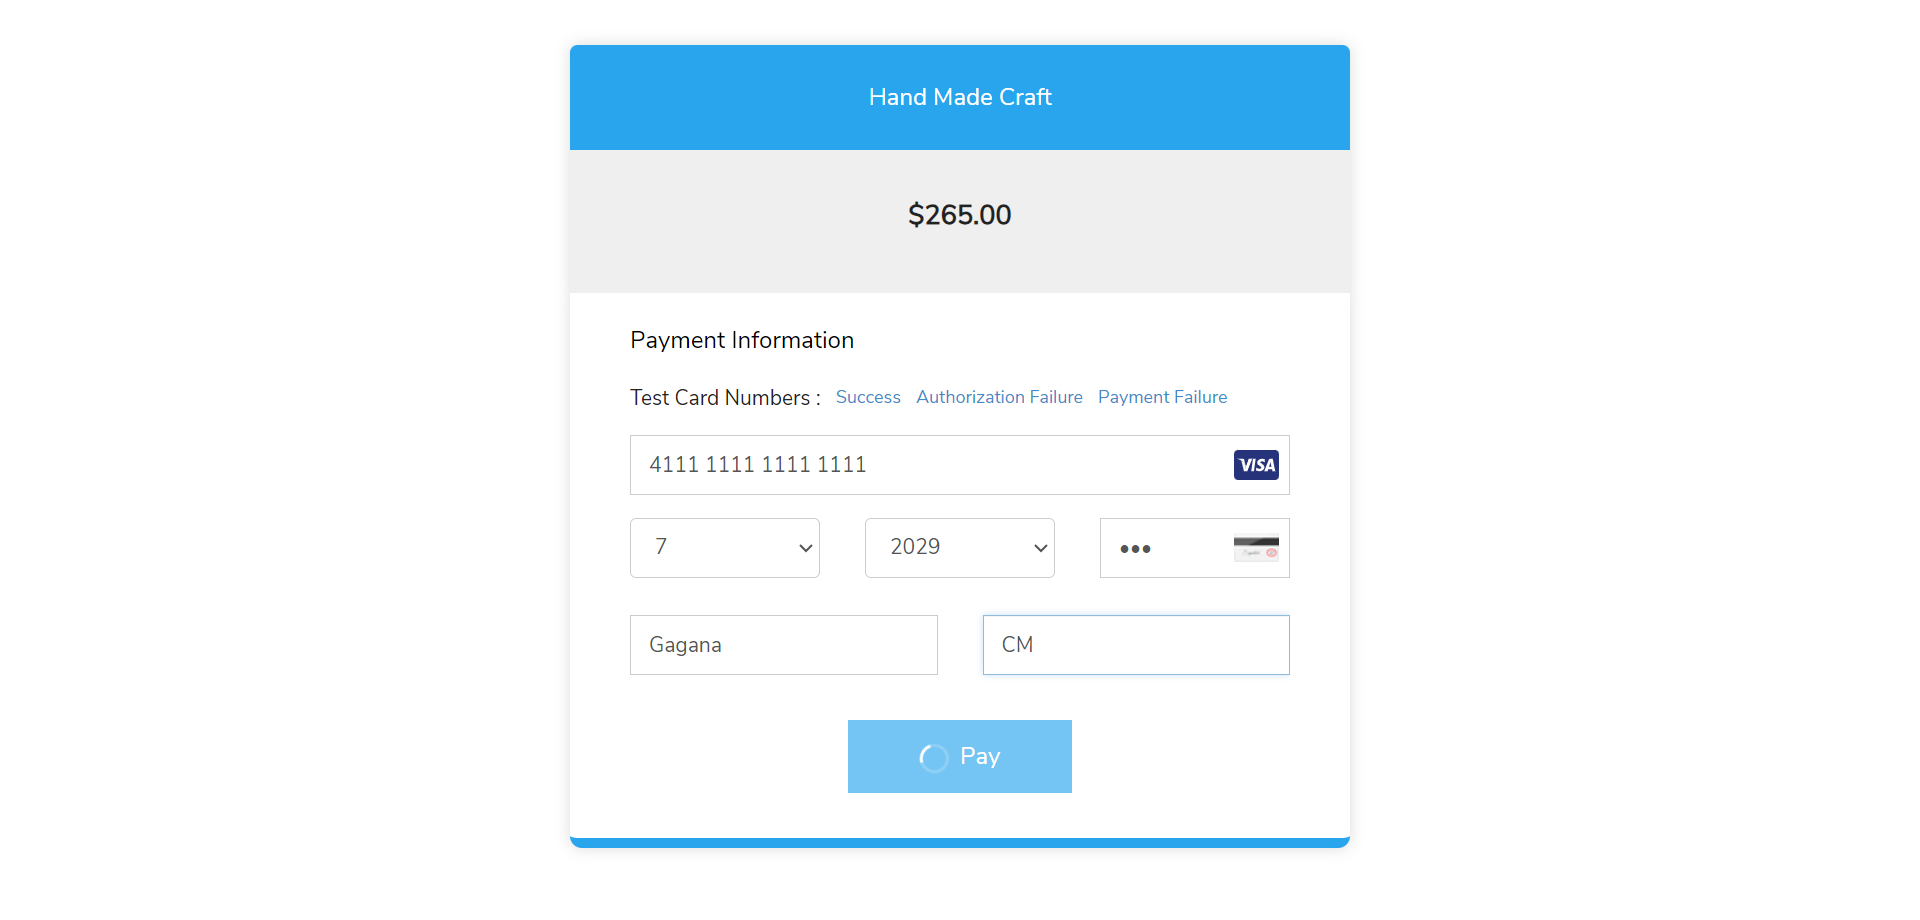 Hand Made Craft
$265.00
Payment Information
Test Card Numbers : Success Authorization Failure Payment Failure
4111 1111 1111 1111 VISA
7 2029 •••
Gagana CM
Pay